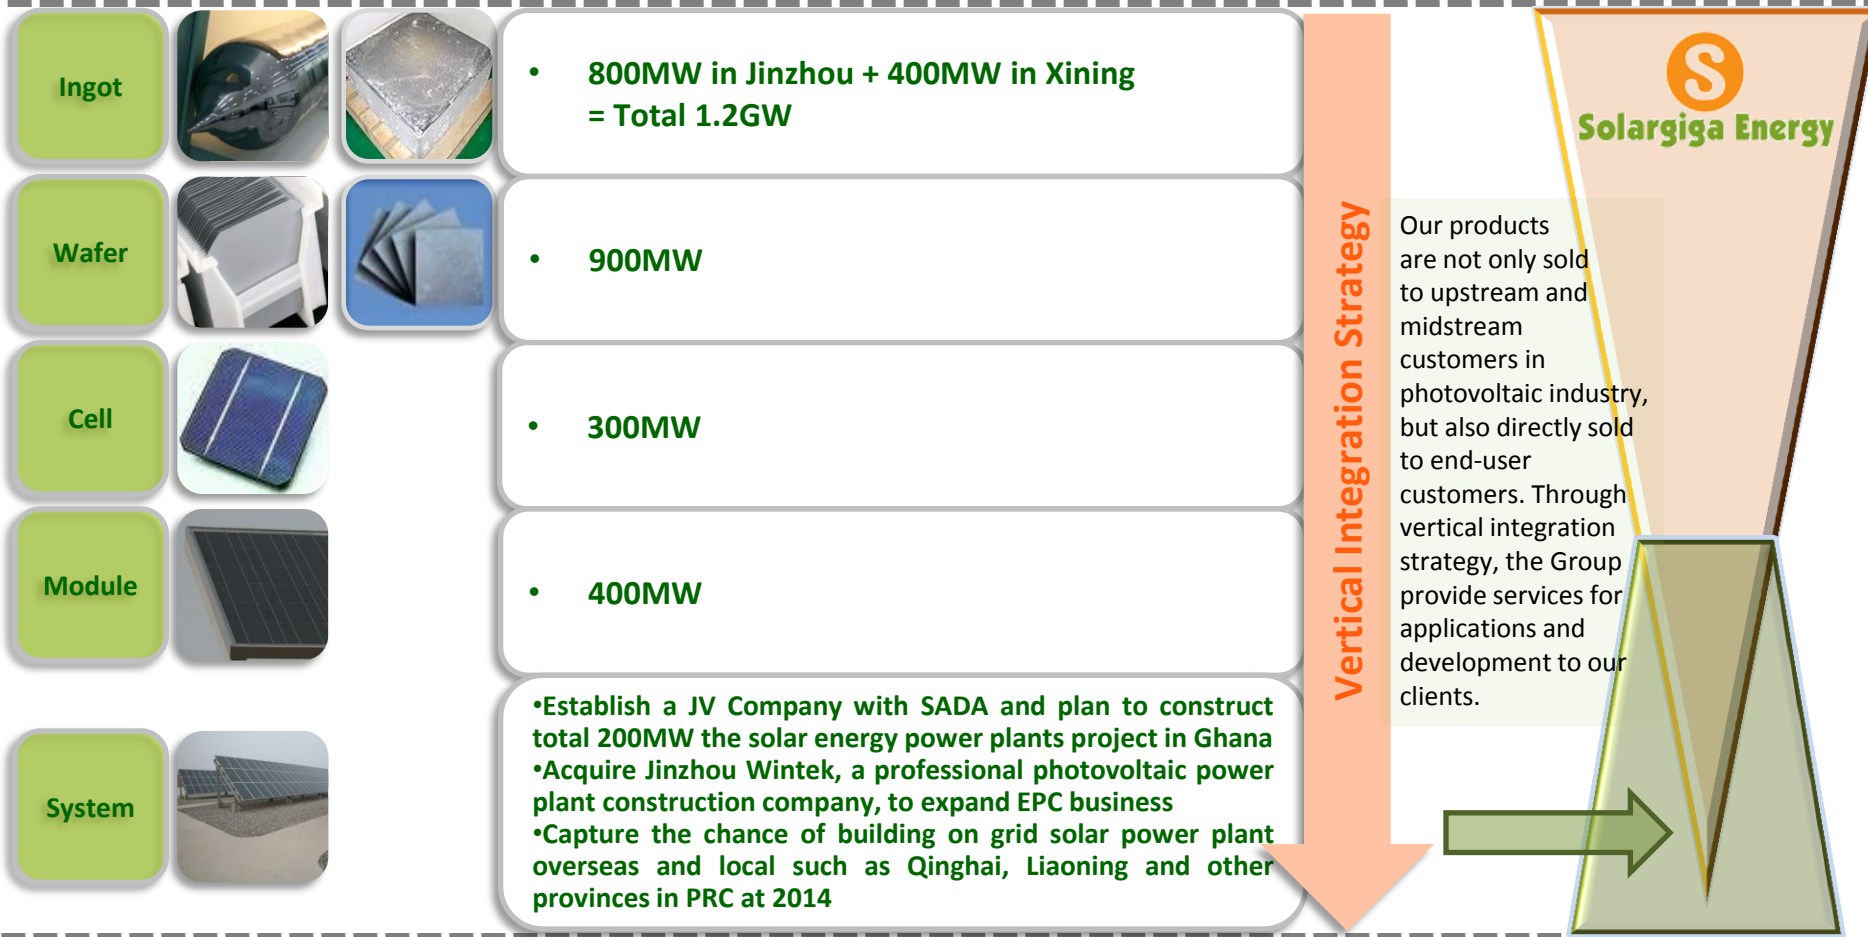 Ingot
• 800MW in Jinzhou + 400MW in Xining
= Total 1.2GW
Wafer
• 900MW
Cell
• 300MW
Module
• 400MW
System
•Establish a JV Company with SADA and plan to construct
total 200MW the solar energy power plants project in Ghana
•Acquire Jinzhou Wintek, a professional photovoltaic power
plant construction company, to expand EPC business
•Capture the chance of building on grid solar power plant
overseas and local such as Qinghai, Liaoning and other
provinces in PRC at 2014
Vertical Integration Strategy
Our products
are not only sold
to upstream and
midstream
customers in
photovoltaic industry,
but also directly sold
to end-user
customers. Through
vertical integration
strategy, the Group
provide services for
applications and
development to our
clients.
S
Solargiga Energy